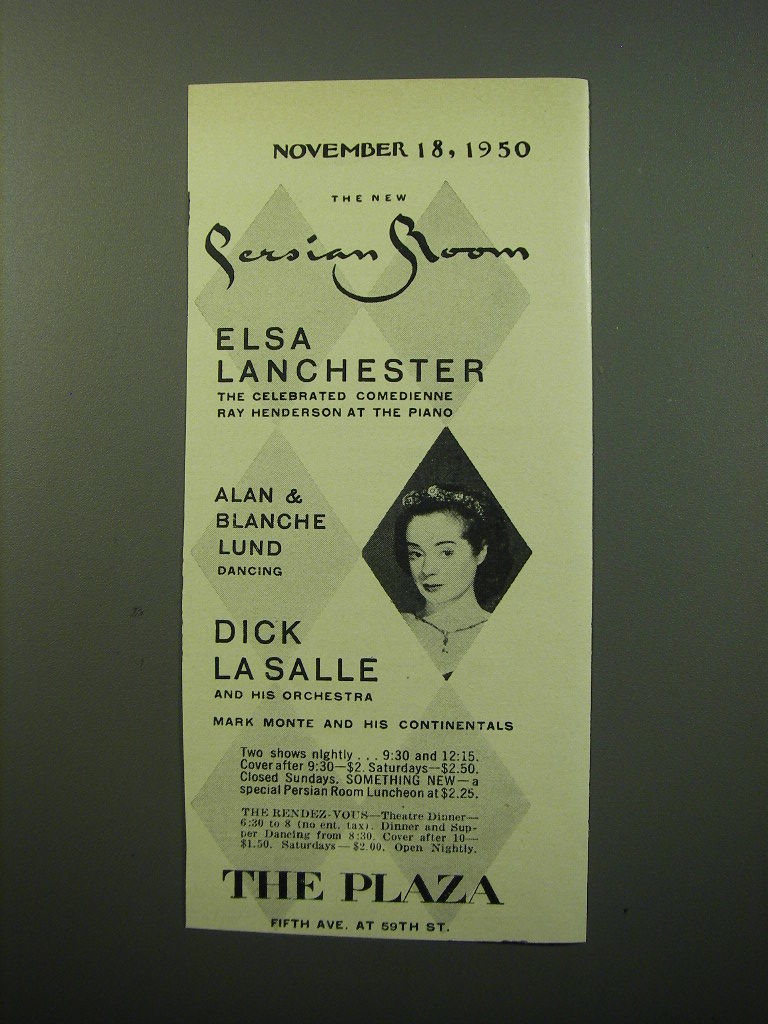 NOVEMBER 18, 1950
THE NEW
Persian Room
ELSA
LANCHESTER
THE CELEBRATED COMEDIENNE
RAY HENDERSON AT THE PIANO
ALAN &
BLANCHE
LUND
DANCING
DICK
LA SALLE
AND HIS ORCHESTRA
MARK MONTE AND HIS CONTINENTALS
Two shows nightly . . . 9:30 and 12:15.
Cover after 9:30—$2. Saturdays—$2.50.
Closed Sundays. SOMETHING NEW—a
special Persian Room Luncheon at $2.25.
THE RENDEZ-VOUS—Theatre Dinner—
6:30 to 8 (no ent. tax). Dinner and Sup-
per Dancing from 8:30. Cover after 10—
$1.50. Saturdays—$2.00. Open Nightly.
THE PLAZA
FIFTH AVE. AT 59TH ST.